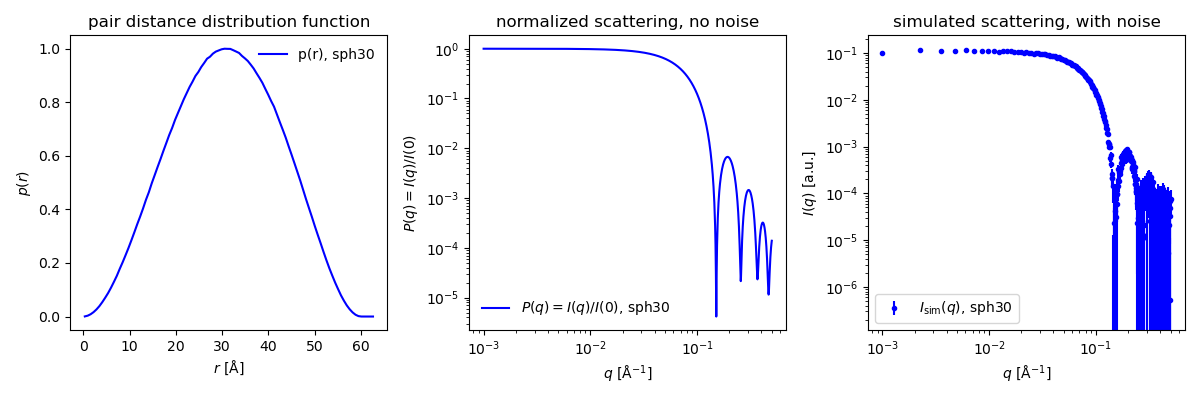 pair distance distribution function
p(r), sph30
1.0
0.8
0.6
0.4
0.2
0.0
p(r)
0 10 20 30 40 50 60
r [Å]
normalized scattering, no noise
10⁰
10⁻¹
10⁻²
10⁻³
10⁻⁴
10⁻⁵
P(q) = I(q)/I(0)
P(q) = I(q)/I(0), sph30
10⁻³ 10⁻² 10⁻¹
q [Å⁻¹]
simulated scattering, with noise
10⁻¹
10⁻²
10⁻³
10⁻⁴
10⁻⁵
10⁻⁶
I(q) [a.u.]
I_sim(q), sph30
10⁻³ 10⁻² 10⁻¹
q [Å⁻¹]